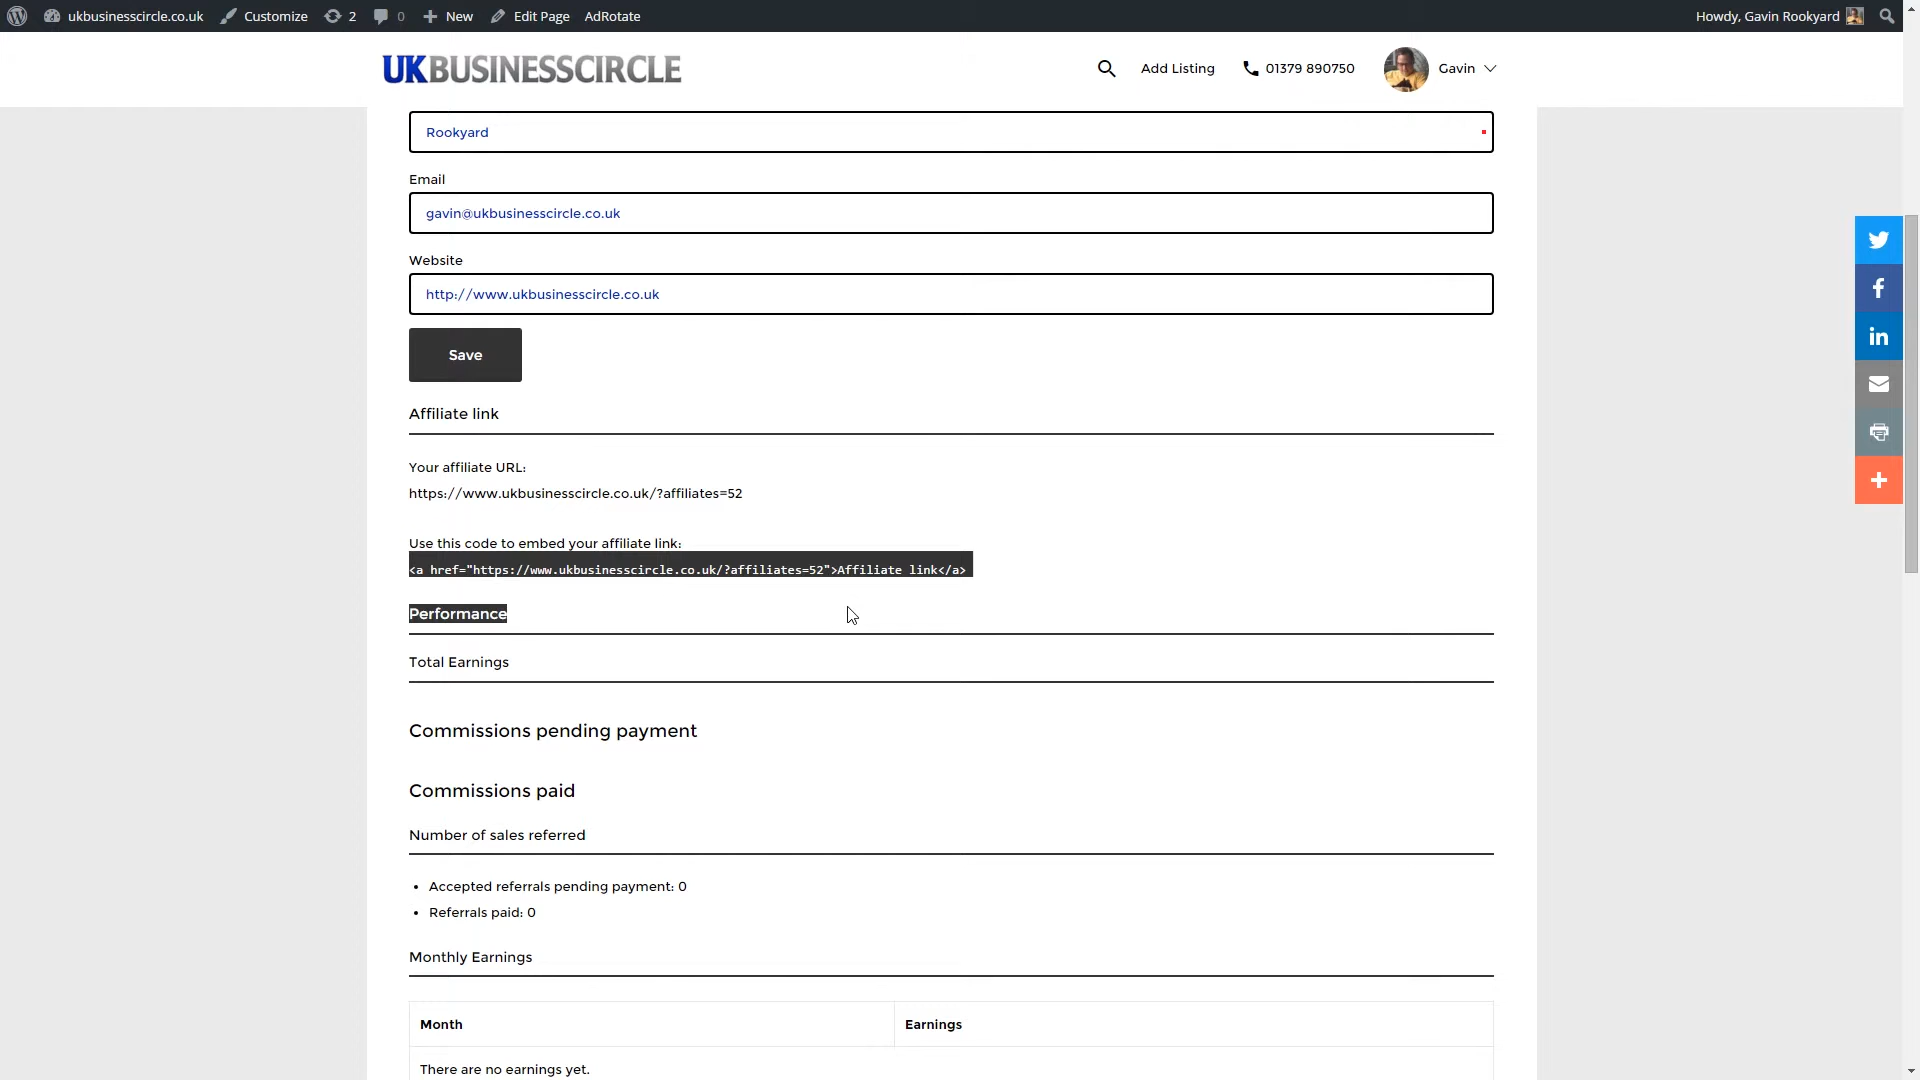 ukbusinesscircle.co.uk Customize 2 0 New Edit Page AdRotate Howdy, Gavin Rookyard
UKBUSINESSCIRCLE Add Listing 01379 890750 Gavin
Rookyard
Email
gavin@ukbusinesscircle.co.uk
Website
http://www.ukbusinesscircle.co.uk
Save
Affiliate link
Your affiliate URL:
https://www.ukbusinesscircle.co.uk/?affiliates=52
Use this code to embed your affiliate link:
<a href="https://www.ukbusinesscircle.co.uk/?affiliates=52">Affiliate link</a>
Performance
Total Earnings
Commissions pending payment
Commissions paid
Number of sales referred
• Accepted referrals pending payment: 0
• Referrals paid: 0
Monthly Earnings
Month Earnings
There are no earnings yet.